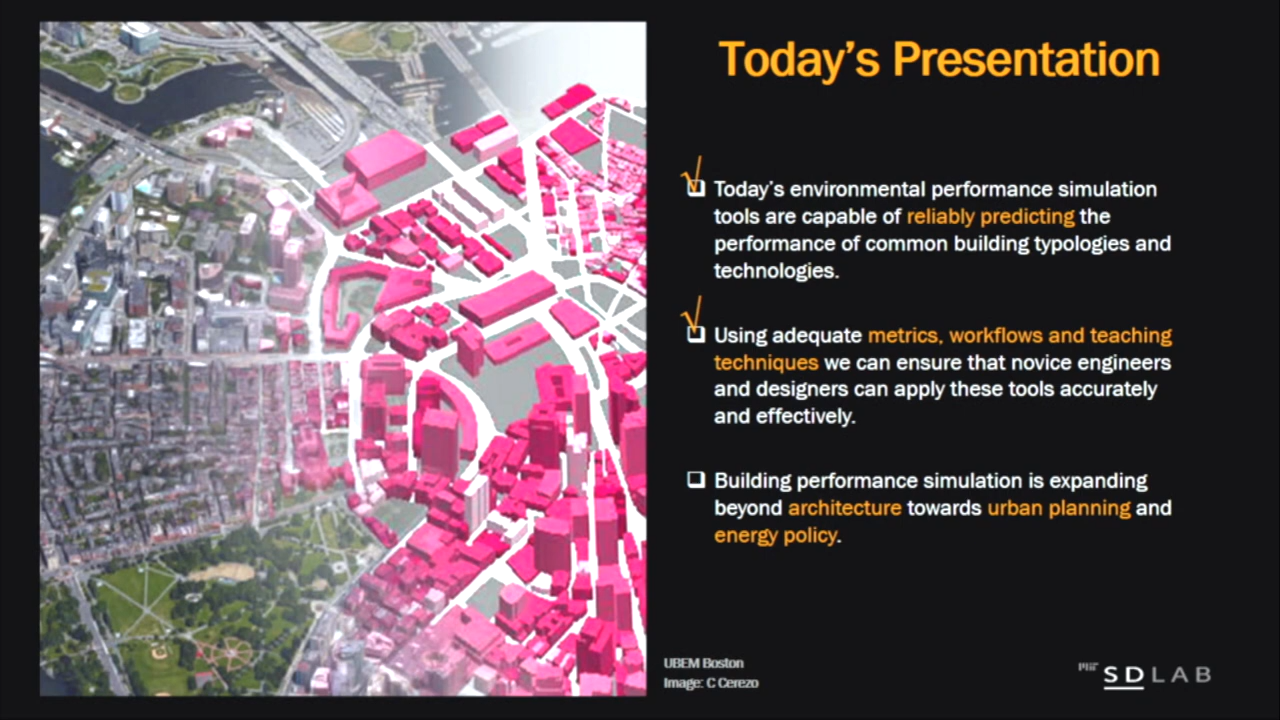 Today's Presentation
√
❑ Today's environmental performance simulation
tools are capable of reliably predicting the
performance of common building typologies and
technologies.
√
❑ Using adequate metrics, workflows and teaching
techniques we can ensure that novice engineers
and designers can apply these tools accurately
and effectively.
❑ Building performance simulation is expanding
beyond architecture towards urban planning and
energy policy.
UBEM Boston
Image: C Cerezo
MIT SDLAB